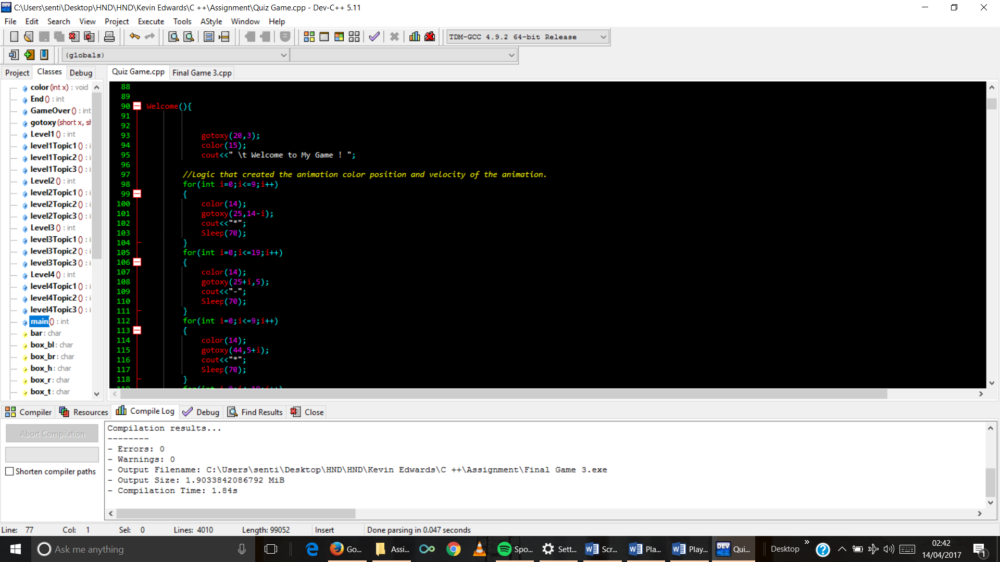 C:\Users\senti\Desktop\HND\HND\Kevin Edwards\C ++\Assignment\Quiz Game.cpp - Dev-C++ 5.11
File Edit Search View Project Execute Tools AStyle Window Help
TDM-GCC 4.9.2 64-bit Release
(globals)
Project Classes Debug
Quiz Game.cpp Final Game 3.cpp
color (int x) : void
End () : int
GameOver () : int
gotoxy (short x, sh
Level1 () : int
level1Topic1 () : i
level1Topic2 () : i
level1Topic3 () : i
Level2 () : int
level2Topic1 () : i
level2Topic2 () : i
level2Topic3 () : i
Level3 () : int
level3Topic1 () : i
level3Topic2 () : i
level3Topic3 () : i
Level4 () : int
level4Topic1 () : i
level4Topic2 () : i
level4Topic3 () : i
main () : int
bar : char
box_bl : char
box_br : char
box_h : char
box_r : char
box_t : char
88
89
90 Welcome(){
91
92
93 gotoxy(20,3);
94 color(15);
95 cout<<" \t Welcome to My Game ! ";
96
97 //Logic that created the animation color position and velocity of the animation.
98 for(int i=0;i<=9;i++)
99 {
100 color(14);
101 gotoxy(25,14-i);
102 cout<<"*";
103 Sleep(70);
104 }
105 for(int i=0;i<=19;i++)
106 {
107 color(14);
108 gotoxy(25+i,5);
109 cout<<"-";
110 Sleep(70);
111 }
112 for(int i=0;i<=9;i++)
113 {
114 color(14);
115 gotoxy(44,5+i);
116 cout<<"*";
117 Sleep(70);
118 }
Compiler Resources Compile Log Debug Find Results Close
Abort Compilation
Shorten compiler paths
Compilation results...
--------
- Errors: 0
- Warnings: 0
- Output Filename: C:\Users\senti\Desktop\HND\HND\Kevin Edwards\C ++\Assignment\Final Game 3.exe
- Output Size: 1.9033842086792 MiB
- Compilation Time: 1.84s
Line: 77 Col: 1 Sel: 0 Lines: 4010 Length: 99052 Insert Done parsing in 0.047 seconds
Ask me anything
Go... Assi... Spo... Sett... Scr... Pla... Play... DEV Qui... Desktop
02:42
14/04/2017
1